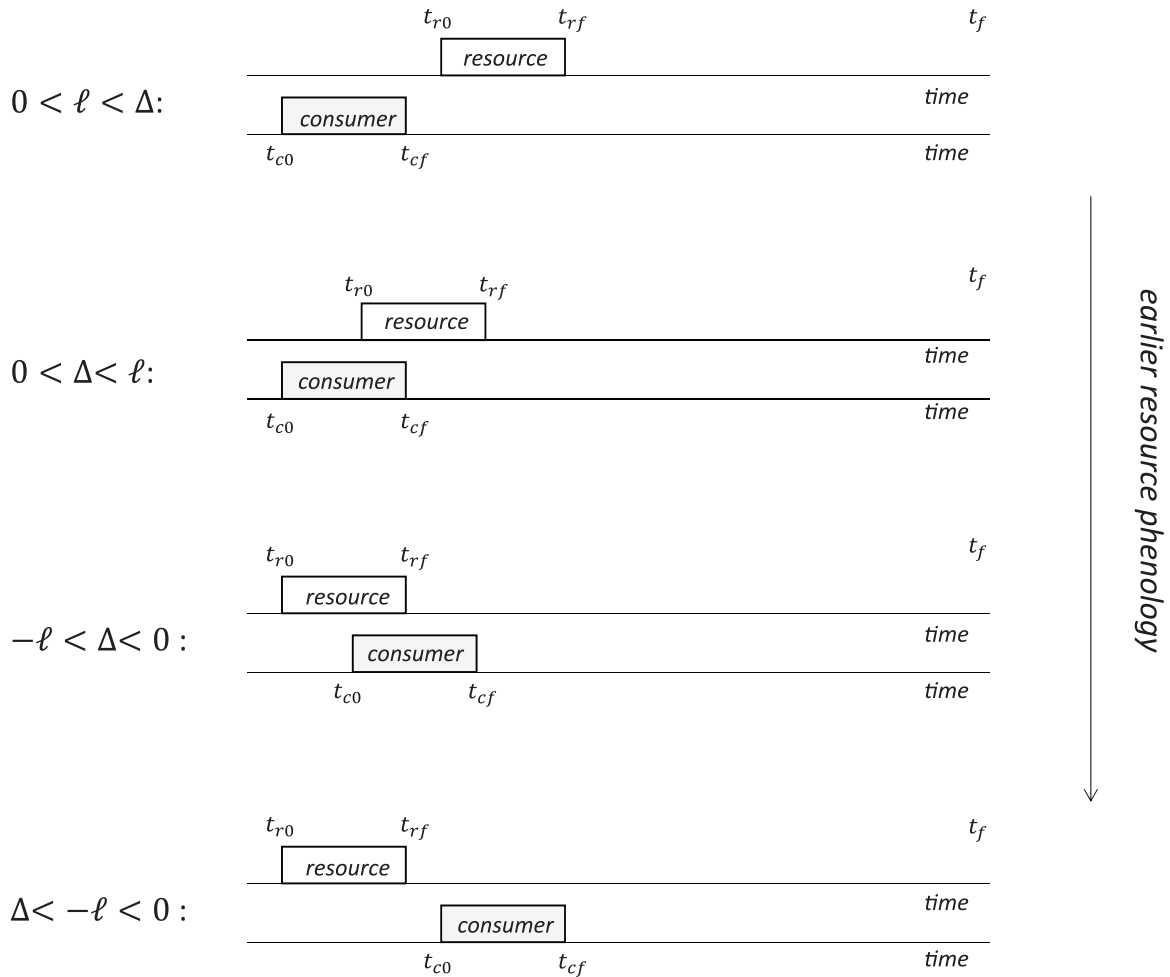 t_{r0} t_{rf} t_f
resource
time
0 < ℓ < Δ:
consumer
t_{c0} t_{cf} time
t_{r0} t_{rf} t_f
resource
time
0 < Δ< ℓ:
consumer
t_{c0} t_{cf} time
t_{r0} t_{rf} t_f
resource
time
−ℓ < Δ< 0 :
consumer
t_{c0} t_{cf} time
t_{r0} t_{rf} t_f
resource
time
Δ< −ℓ < 0 :
consumer
t_{c0} t_{cf} time
earlier resource phenology